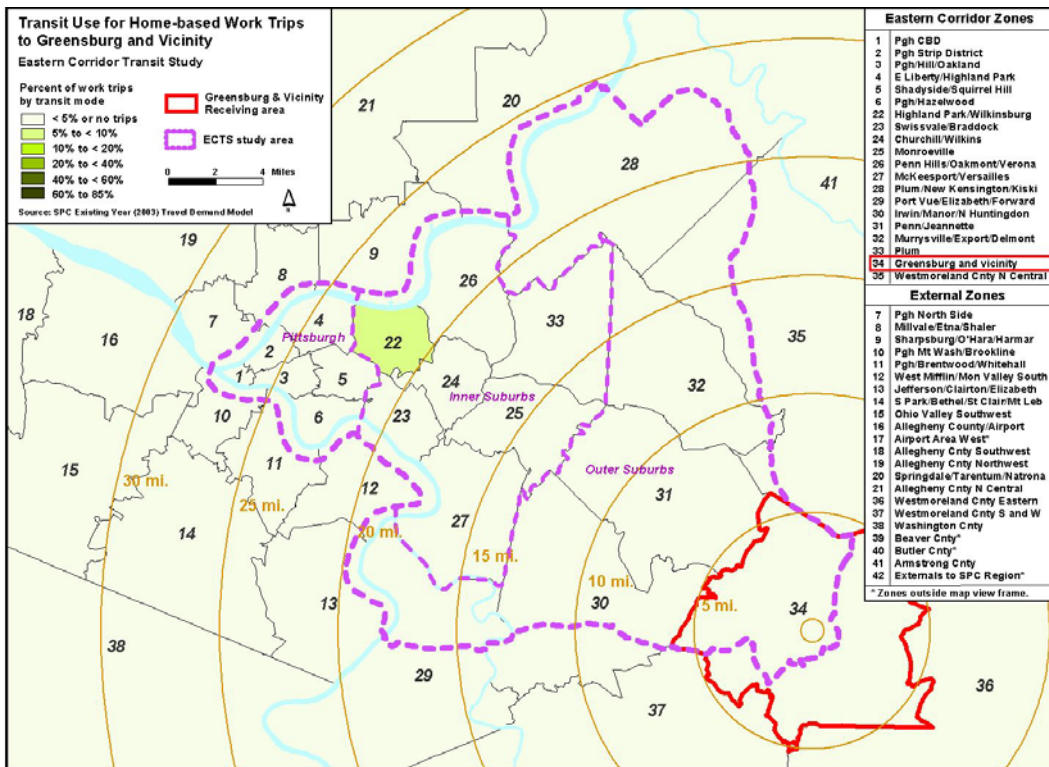 Transit Use for Home-based Work Trips
to Greensburg and Vicinity
Eastern Corridor Transit Study
Percent of work trips
by transit mode
< 5% or no trips
5% to < 10%
10% to < 20%
20% to < 40%
40% to < 60%
60% to 85%
Greensburg & Vicinity
Receiving area
ECTS study area
0 2 4 Miles
N
Source: SPC Existing Year (2003) Travel Demand Model
Eastern Corridor Zones
1 Pgh CBD
2 Pgh Strip District
3 Pgh/Hill/Oakland
4 E Liberty/Highland Park
5 Shadyside/Squirrel Hill
6 Pgh/Hazelwood
22 Highland Park/Wilkinsburg
23 Swissvale/Braddock
24 Churchill/Wilkins
25 Monroeville
26 Penn Hills/Oakmont/Verona
27 McKeesport/Versailles
28 Plum/New Kensington/Kiski
29 Port Vue/Elizabeth/Forward
30 Irwin/Manor/N Huntingdon
31 Penn/Jeannette
32 Murrysville/Export/Delmont
33 Plum
34 Greensburg and vicinity
35 Westmoreland Cnty N Central
External Zones
7 Pgh North Side
8 Millvale/Etna/Shaler
9 Sharpsburg/O'Hara/Harmar
10 Pgh Mt Wash/Brookline
11 Pgh/Brentwood/Whitehall
12 West Mifflin/Mon Valley South
13 Jefferson/Clairton/Elizabeth
14 S Park/Bethel/St Clair/Mt Leb
15 Ohio Valley Southwest
16 Allegheny County/Airport
17 Airport Area West*
18 Allegheny Cnty Southwest
19 Allegheny Cnty Northwest
20 Springdale/Tarentum/Natrona
21 Allegheny Cnty N Central
36 Westmoreland Cnty Eastern
37 Westmoreland Cnty S and W
38 Washington Cnty
39 Beaver Cnty*
40 Butler Cnty*
41 Armstrong Cnty
42 Externals to SPC Region*
* Zones outside map view frame.
21
20
28
41
19
9
8
26
18
16
7
4
33
35
2
Pittsburgh
22
1
3
5
24
32
Inner Suburbs
10
6
23
25
15
11
Outer Suburbs
30 mi.
12
31
25 mi.
14
20 mi.
27
15 mi.
10 mi.
13
30
5 mi.
34
38
29
37
36